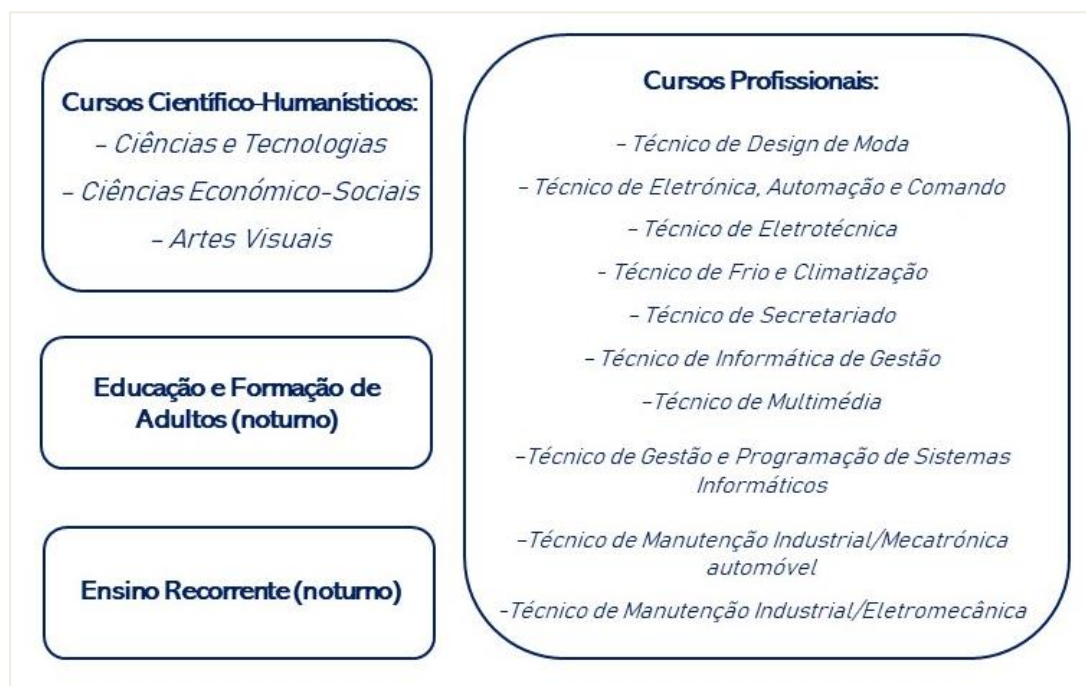 Cursos Científico-Humanísticos:
– Ciências e Tecnologias
– Ciências Económico-Sociais
– Artes Visuais
Educação e Formação de
Adultos (noturno)
Ensino Recorrente (noturno)
Cursos Profissionais:
– Técnico de Design de Moda
– Técnico de Eletrónica, Automação e Comando
– Técnico de Eletrotécnica
- Técnico de Frio e Climatização
– Técnico de Secretariado
– Técnico de Informática de Gestão
–Técnico de Multimédia
–Técnico de Gestão e Programação de Sistemas
Informáticos
–Técnico de Manutenção Industrial/Mecatrónica
automóvel
-Técnico de Manutenção Industrial/Eletromecânica